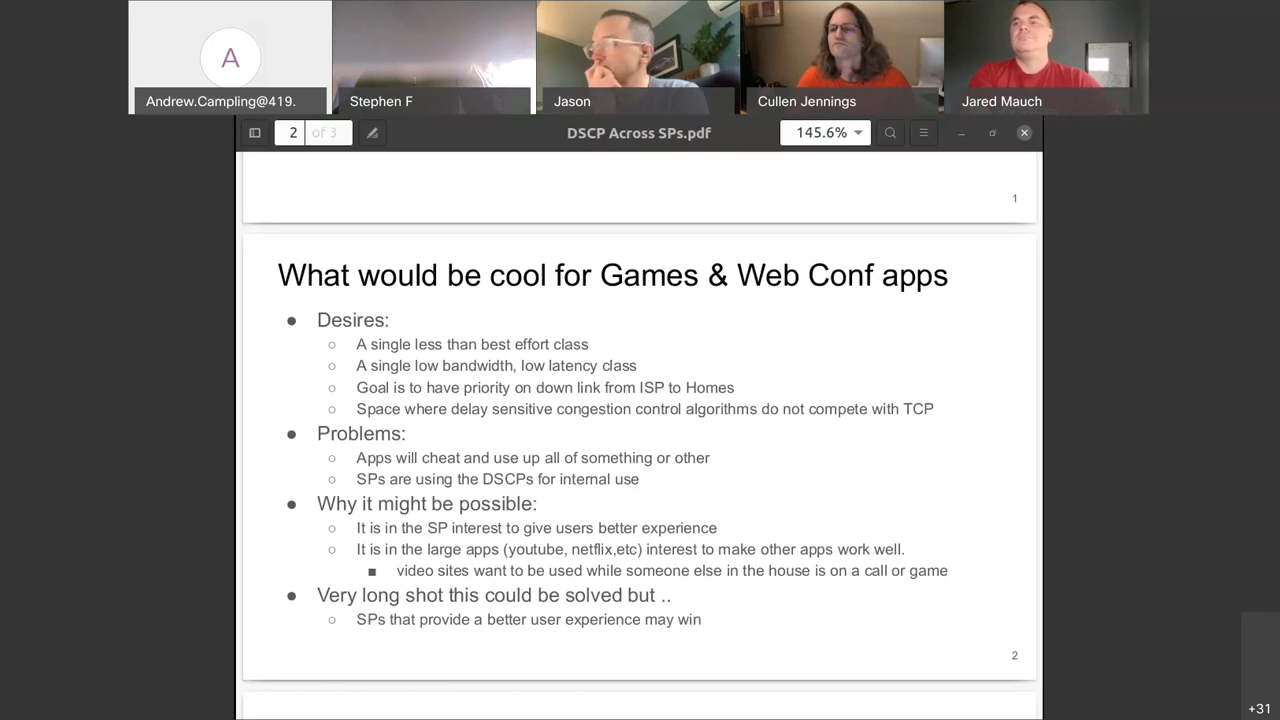 A
Andrew.Campling@419.
Stephen F
Jason
Cullen Jennings
Jared Mauch
2 of 3
DSCP Across SPs.pdf
145.6%
1
What would be cool for Games & Web Conf apps
● Desires:
○ A single less than best effort class
○ A single low bandwidth, low latency class
○ Goal is to have priority on down link from ISP to Homes
○ Space where delay sensitive congestion control algorithms do not compete with TCP
● Problems:
○ Apps will cheat and use up all of something or other
○ SPs are using the DSCPs for internal use
● Why it might be possible:
○ It is in the SP interest to give users better experience
○ It is in the large apps (youtube, netflix,etc) interest to make other apps work well.
■ video sites want to be used while someone else in the house is on a call or game
● Very long shot this could be solved but ..
○ SPs that provide a better user experience may win
2
+31